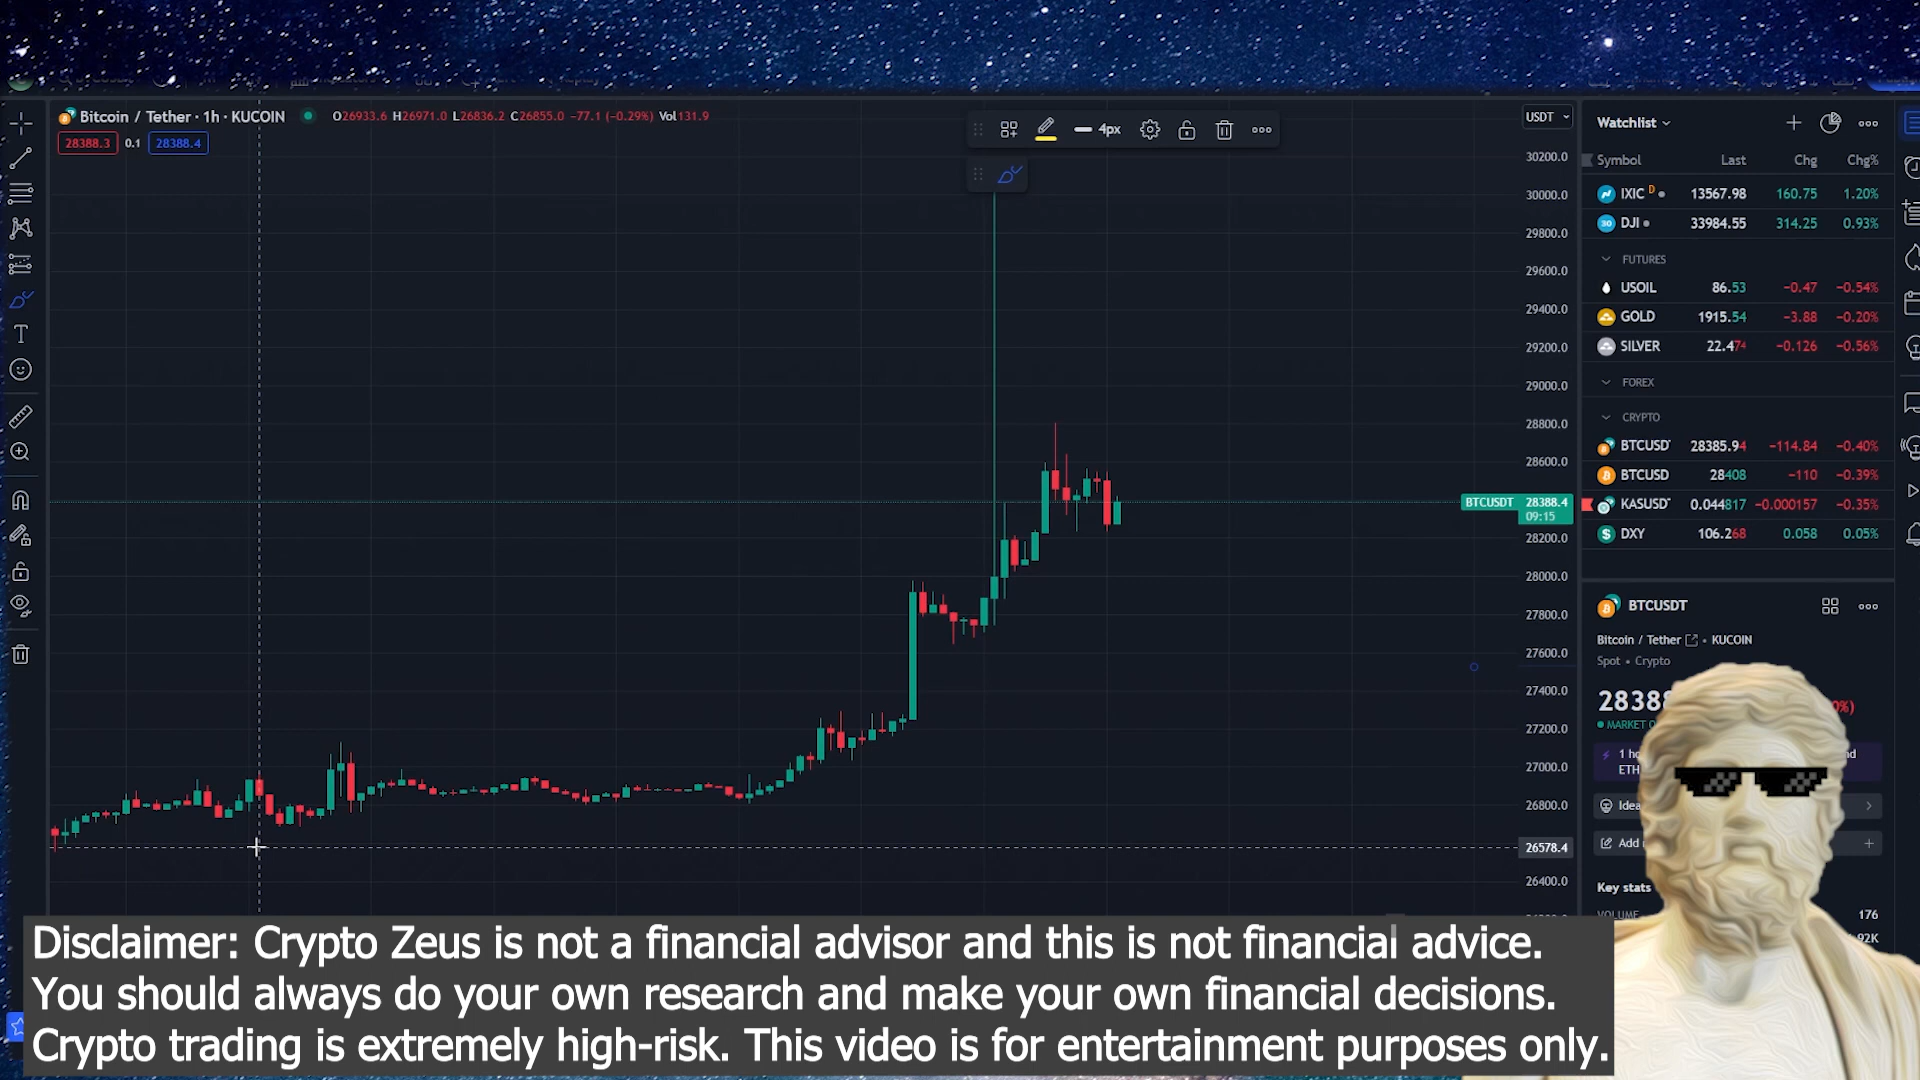 Bitcoin / Tether · 1h · KUCOIN O26933.6 H26971.0 L26836.2 C26855.0 −77.1 (−0.29%) Vol131.9
28388.3 0.1 28388.4
4px
USDT
30200.0
30000.0
29800.0
29600.0
29400.0
29200.0
29000.0
28800.0
28600.0
BTCUSDT 28388.4
09:15
28200.0
28000.0
27800.0
27600.0
27400.0
27200.0
27000.0
26800.0
26578.4
26400.0
Watchlist
Symbol Last Chg Chg%
IXIC D 13567.98 160.75 1.20%
DJI 33984.55 314.25 0.93%
FUTURES
USOIL 86.53 −0.47 −0.54%
GOLD 1915.54 −3.88 −0.20%
SILVER 22.474 −0.126 −0.56%
FOREX
CRYPTO
BTCUSD 28385.94 −114.84 −0.40%
BTCUSD 28408 −110 −0.39%
KASUSD 0.044817 −0.000157 −0.35%
DXY 106.268 0.058 0.05%
BTCUSDT
Bitcoin / Tether • KUCOIN
Spot • Crypto
28388
MARKET O
1 ho
ETH
Idea
Add
Key stats
VOLUME 176
92K
Disclaimer: Crypto Zeus is not a financial advisor and this is not financial advice.
You should always do your own research and make your own financial decisions.
Crypto trading is extremely high-risk. This video is for entertainment purposes only.